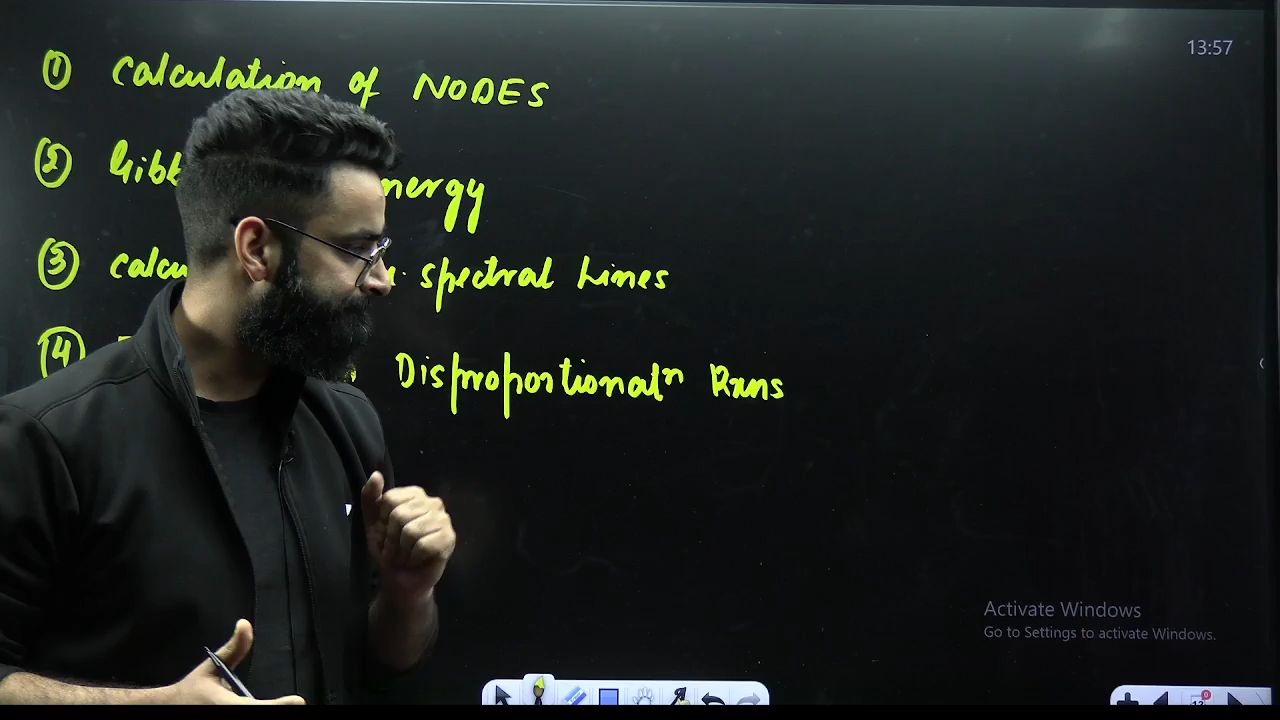 13:57
① Calculation of NODES
② Gibb nergy
③ Calcu spectral Lines
④ Disproportionalⁿ Rxns
Activate Windows
Go to Settings to activate Windows.